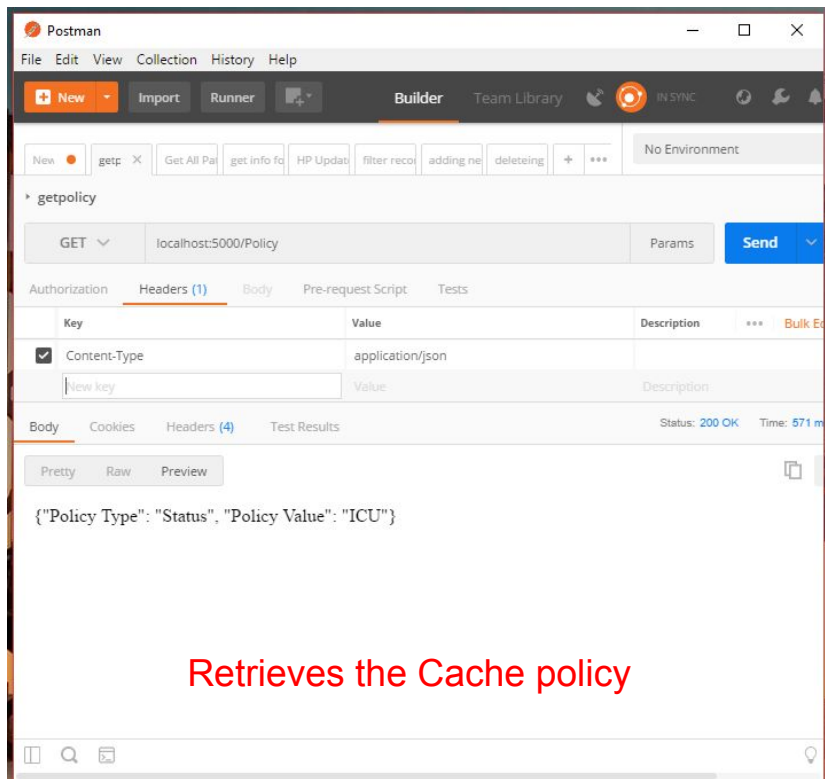 Postman
File Edit View Collection History Help
New Import Runner Builder Team Library IN SYNC
New getp Get All Pat get info fo HP Updat filter recor adding ne deleteing + No Environment
getpolicy
GET localhost:5000/Policy Params Send
Authorization Headers (1) Body Pre-request Script Tests
Key Value Description Bulk Ed
Content-Type application/json
New key Value Description
Body Cookies Headers (4) Test Results Status: 200 OK Time: 571 m
Pretty Raw Preview
{"Policy Type": "Status", "Policy Value": "ICU"}
Retrieves the Cache policy